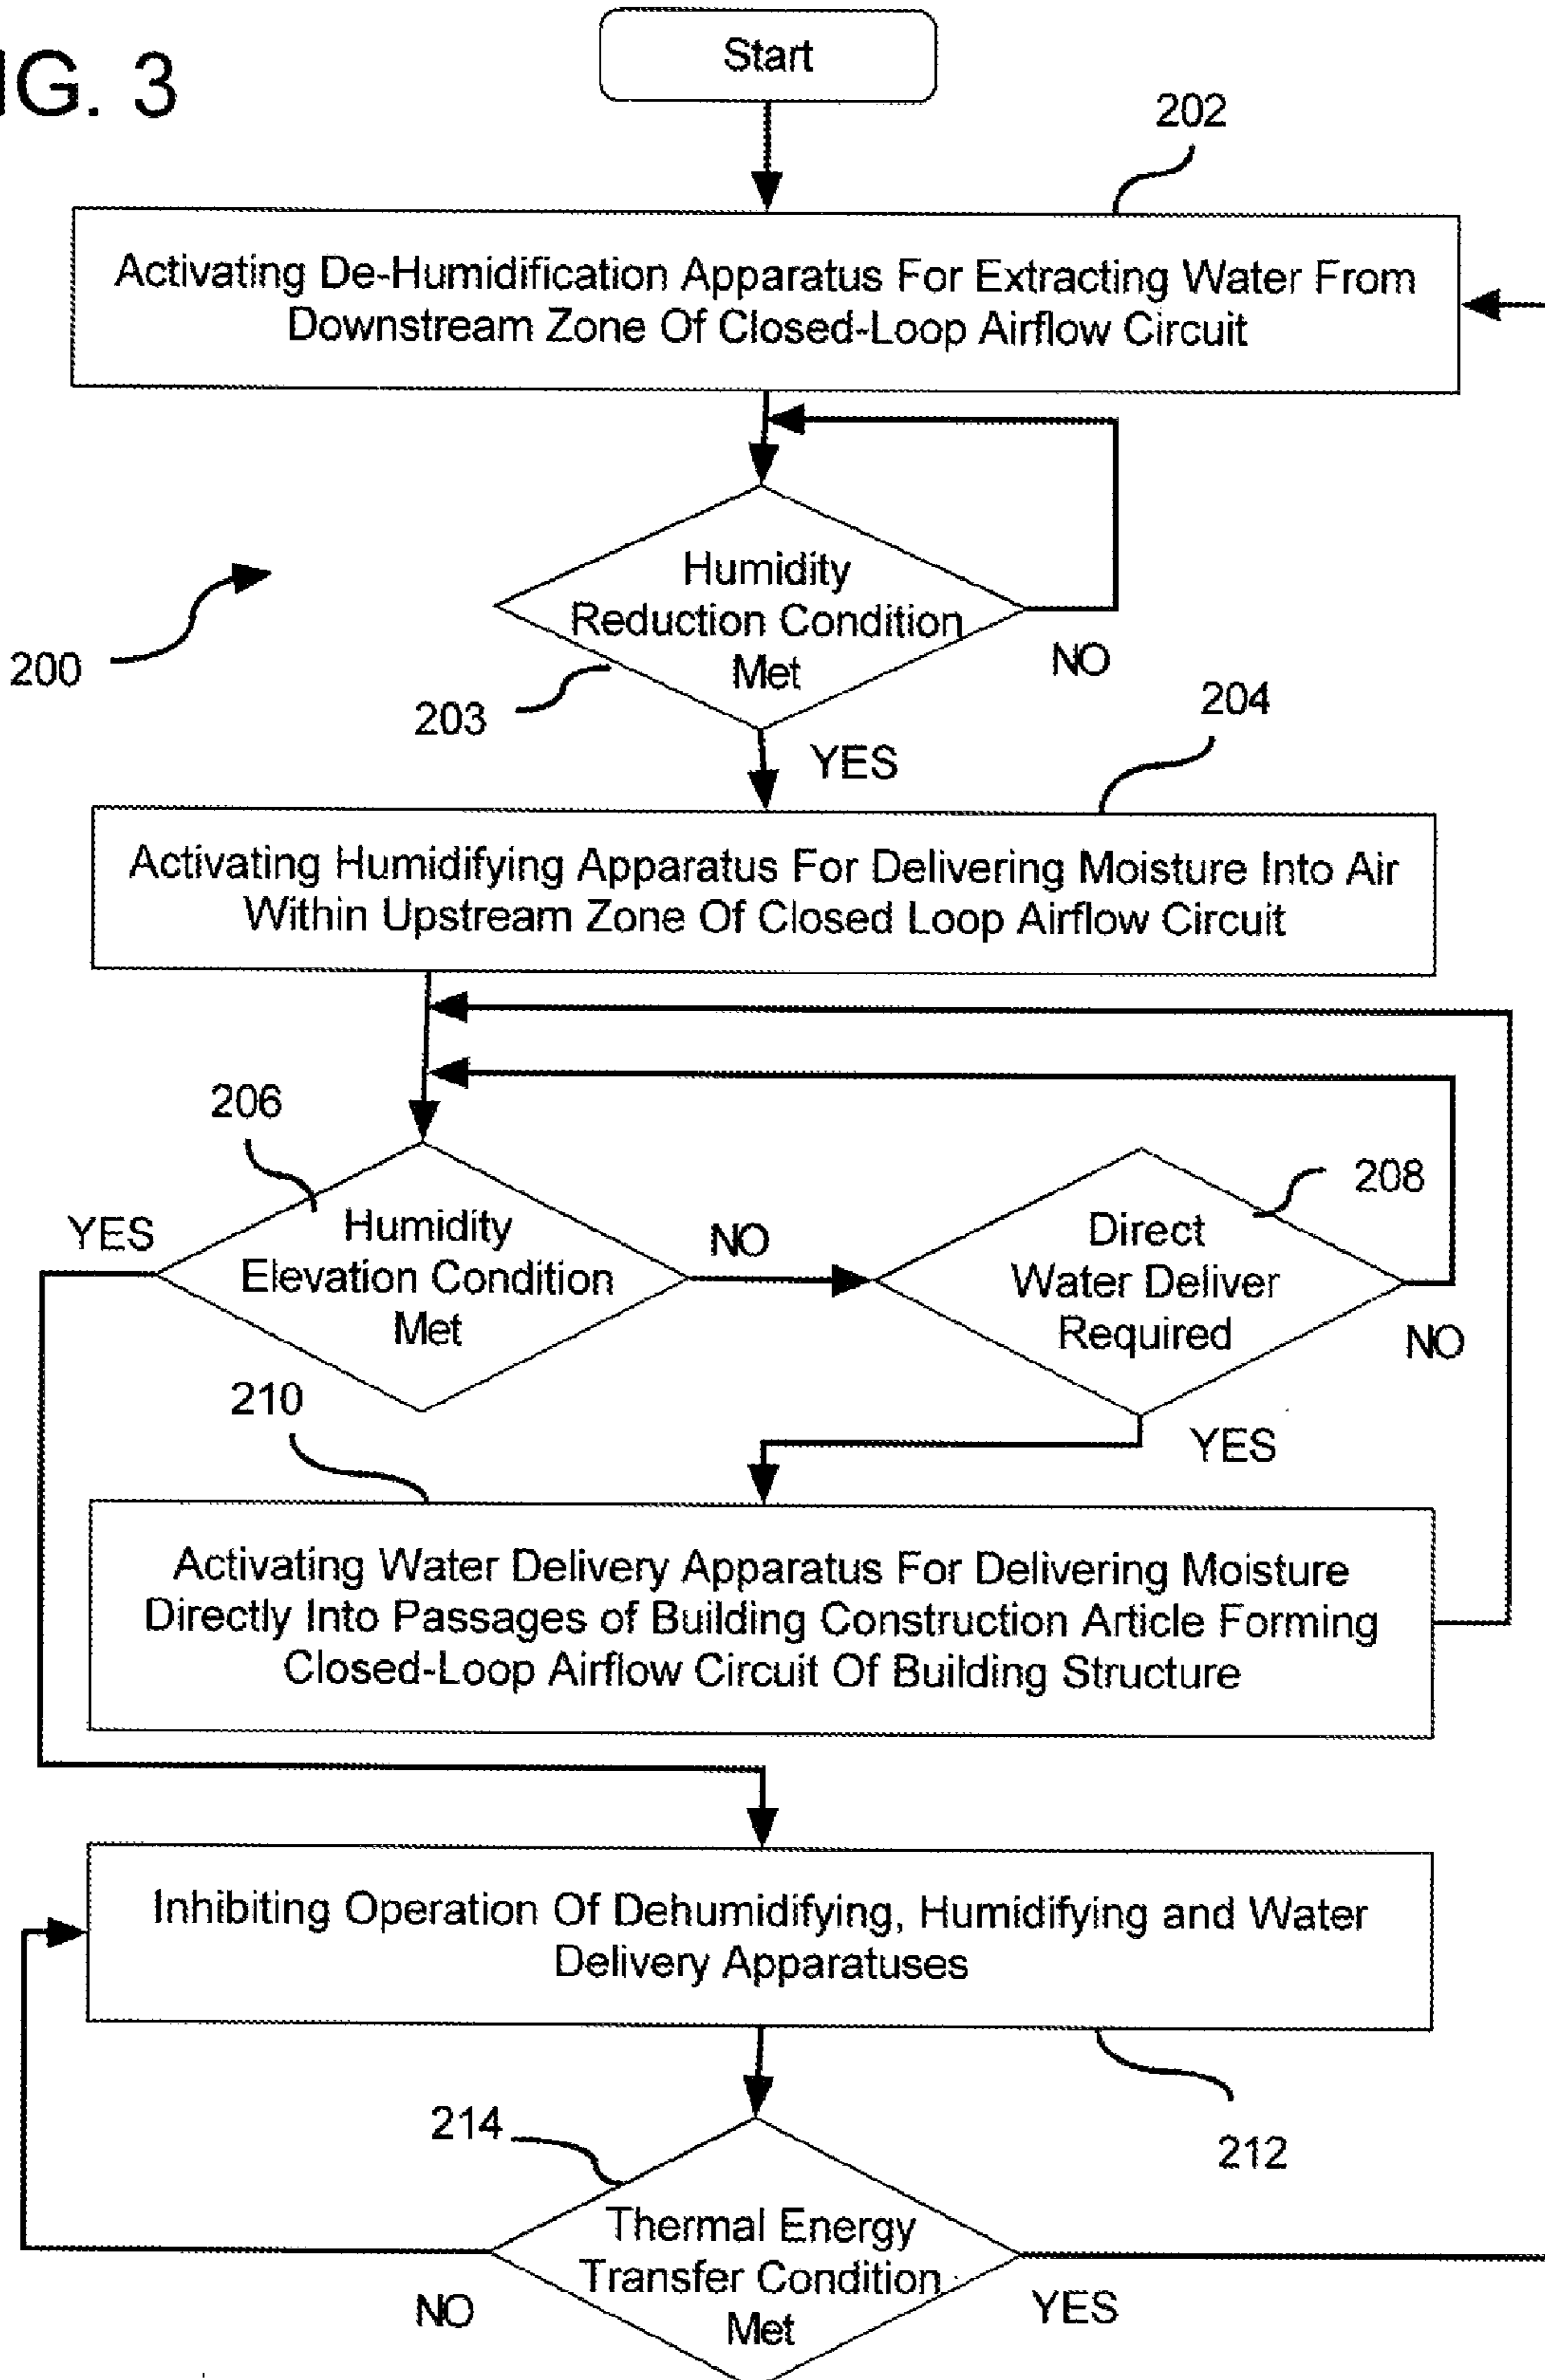 IG. 3
Start
202
Activating De-Humidification Apparatus For Extracting Water From
Downstream Zone Of Closed-Loop Airflow Circuit
Humidity
Reduction Condition
Met
NO
200
203
YES
204
Activating Humidifying Apparatus For Delivering Moisture Into Air
Within Upstream Zone Of Closed Loop Airflow Circuit
206
YES
Humidity
Elevation Condition
Met
NO
208
Direct
Water Deliver
Required
NO
YES
210
Activating Water Delivery Apparatus For Delivering Moisture
Directly Into Passages of Building Construction Article Forming
Closed-Loop Airflow Circuit Of Building Structure
Inhibiting Operation Of Dehumidifying, Humidifying and Water
Delivery Apparatuses
212
214
Thermal Energy
Transfer Condition
Met
NO
YES